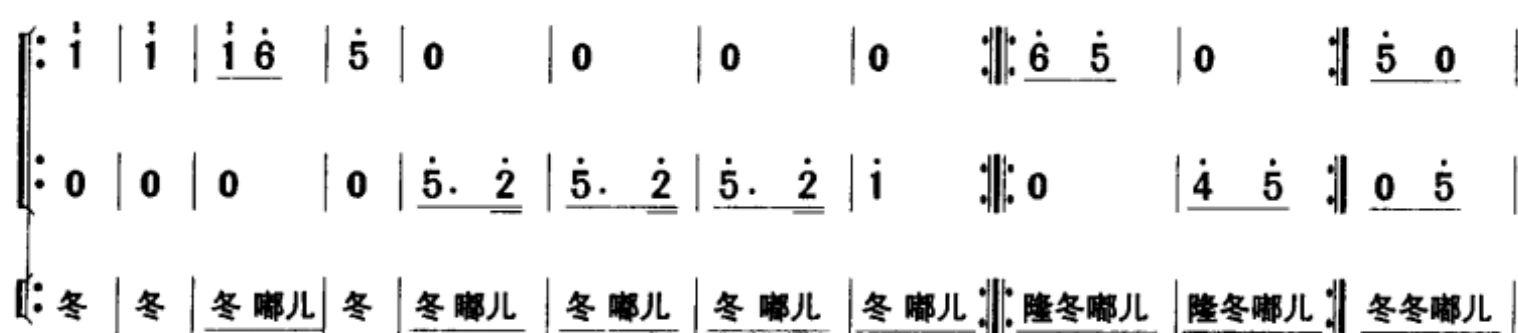 1 | 1 | 1 6 | 5 | 0 | 0 | 0 | 0 :‖: 6 5 | 0 :‖ 5 0 |
0 | 0 | 0 | 0 | 5. 2 | 5. 2 | 5. 2 | 1 :‖: 0 | 4 5 :‖ 0 5 |
冬 | 冬 | 冬 嘟儿 | 冬 | 冬 嘟儿 | 冬 嘟儿 | 冬 嘟儿 | 冬 嘟儿 :‖: 隆冬嘟儿 | 隆冬嘟儿 :‖ 冬冬嘟儿 |